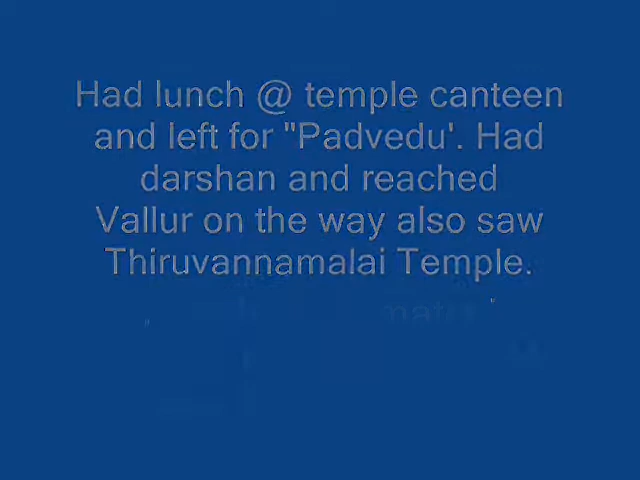 Had lunch @ temple canteen
and left for "Padvedu'. Had
darshan and reached
Vallur on the way also saw
Thiruvannamalai Temple.